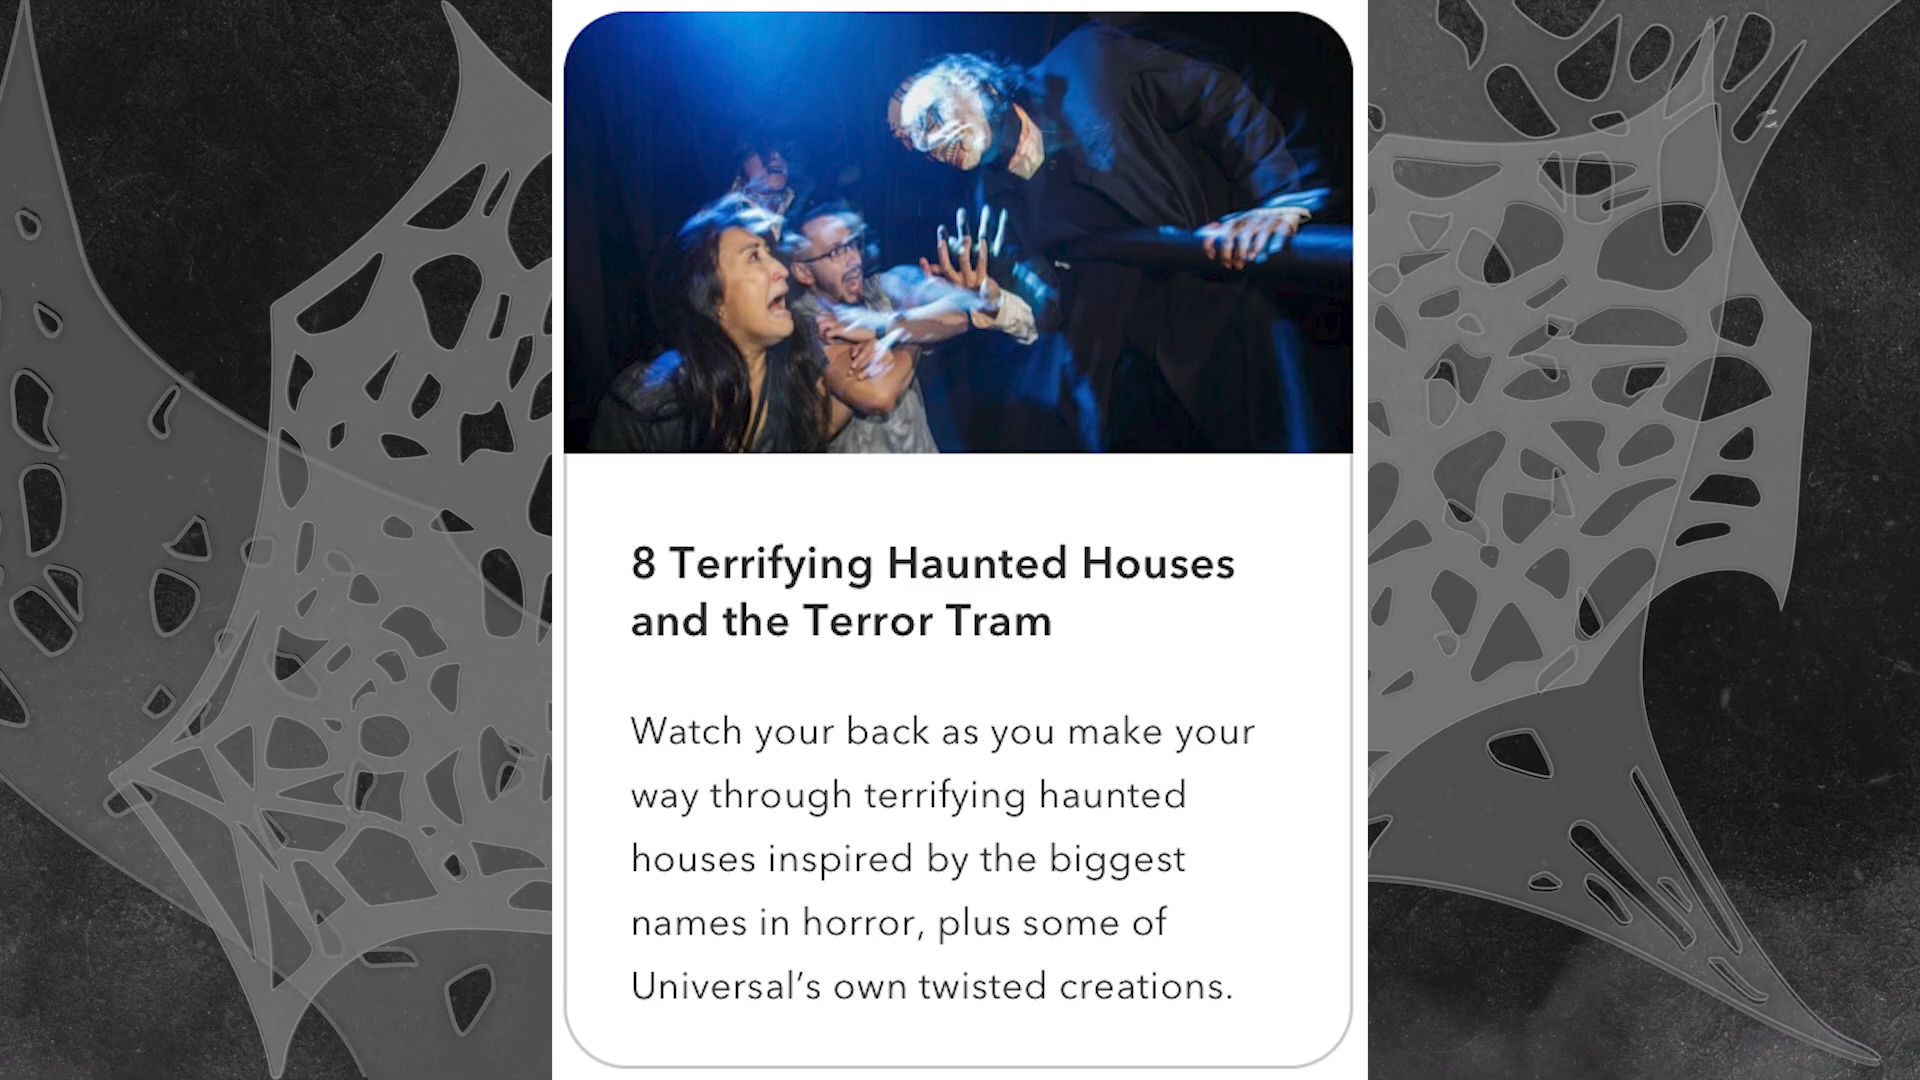 8 Terrifying Haunted Houses
and the Terror Tram
Watch your back as you make your
way through terrifying haunted
houses inspired by the biggest
names in horror, plus some of
Universal’s own twisted creations.